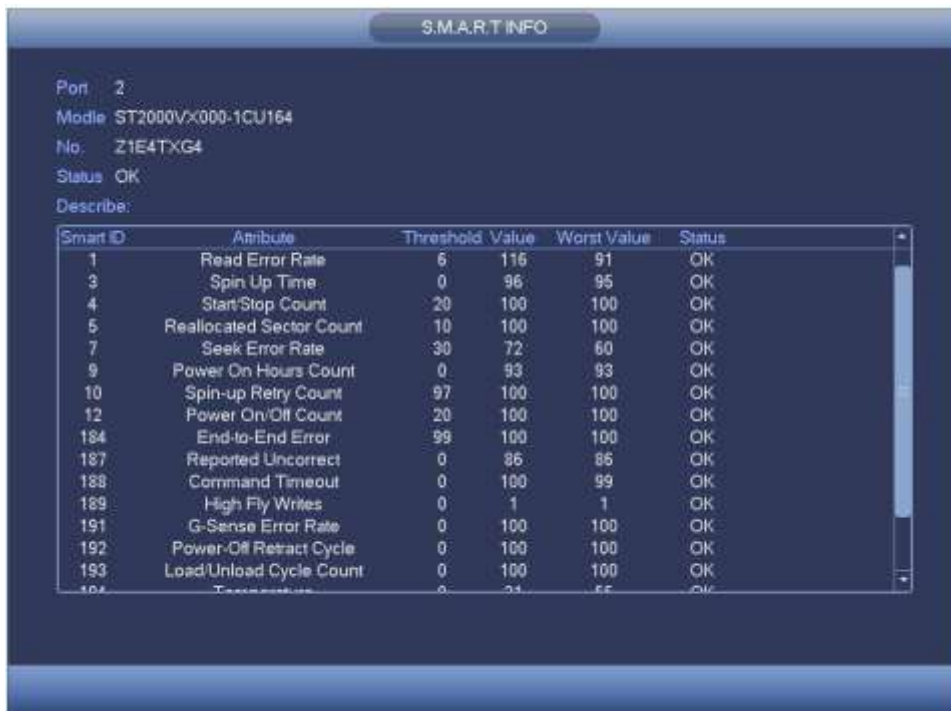 S.M.A.R.T INFO
Port 2
Modle ST2000VX000-1CU164
No. Z1E4TXG4
Status OK
Describe:
Smart ID Attribute Threshold Value Worst Value Status
1 Read Error Rate 6 116 91 OK
3 Spin Up Time 0 96 95 OK
4 Start/Stop Count 20 100 100 OK
5 Reallocated Sector Count 10 100 100 OK
7 Seek Error Rate 30 72 60 OK
9 Power On Hours Count 0 93 93 OK
10 Spin-up Retry Count 97 100 100 OK
12 Power On/Off Count 20 100 100 OK
184 End-to-End Error 99 100 100 OK
187 Reported Uncorrect 0 86 86 OK
188 Command Timeout 0 100 99 OK
189 High Fly Writes 0 1 1 OK
191 G-Sense Error Rate 0 100 100 OK
192 Power-Off Retract Cycle 0 100 100 OK
193 Load/Unload Cycle Count 0 100 100 OK